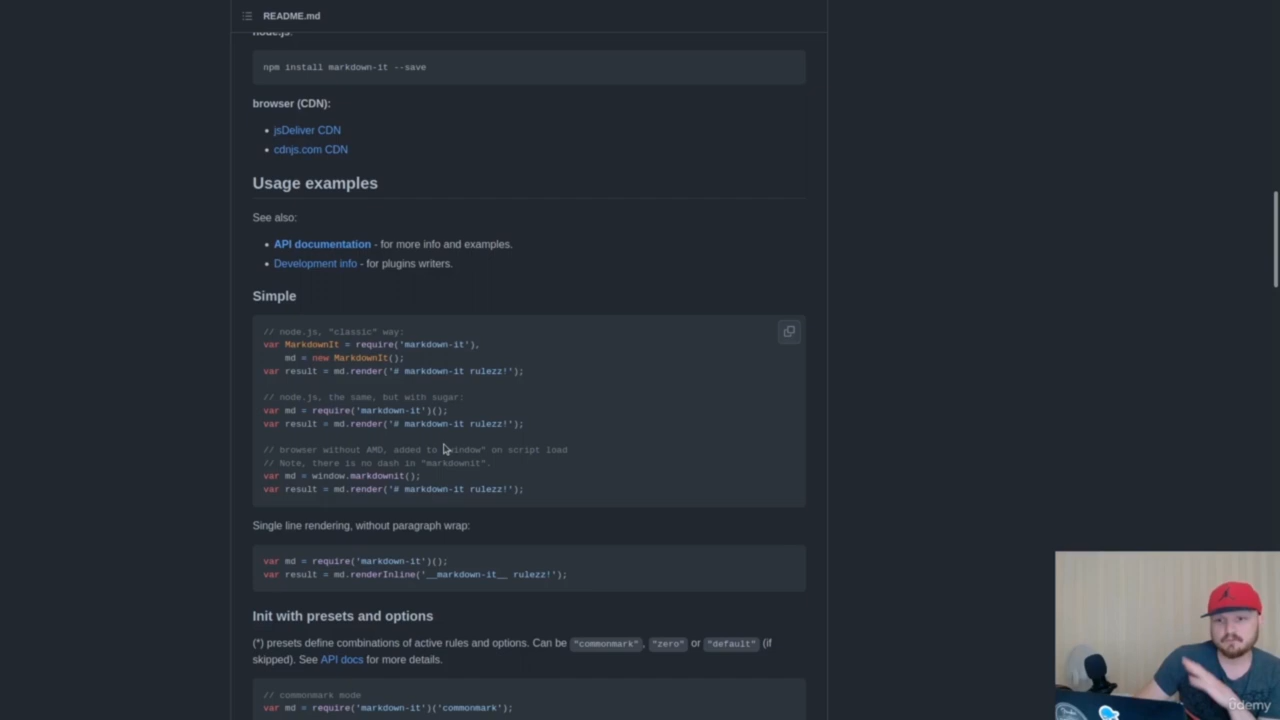 README.md
node.js:
npm install markdown-it --save
browser (CDN):
jsDeliver CDN
cdnjs.com CDN
Usage examples
See also:
API documentation - for more info and examples.
Development info - for plugins writers.
Simple
// node.js, "classic" way:
var MarkdownIt = require('markdown-it'),
md = new MarkdownIt();
var result = md.render('# markdown-it rulezz!');
// node.js, the same, but with sugar:
var md = require('markdown-it')();
var result = md.render('# markdown-it rulezz!');
// browser without AMD, added to "window" on script load
// Note, there is no dash in "markdownit".
var md = window.markdownit();
var result = md.render('# markdown-it rulezz!');
Single line rendering, without paragraph wrap:
var md = require('markdown-it')();
var result = md.renderInline('__markdown-it__ rulezz!');
Init with presets and options
(*) presets define combinations of active rules and options. Can be "commonmark", "zero" or "default" (if
skipped). See API docs for more details.
// commonmark mode
var md = require('markdown-it')('commonmark');
ûdemy